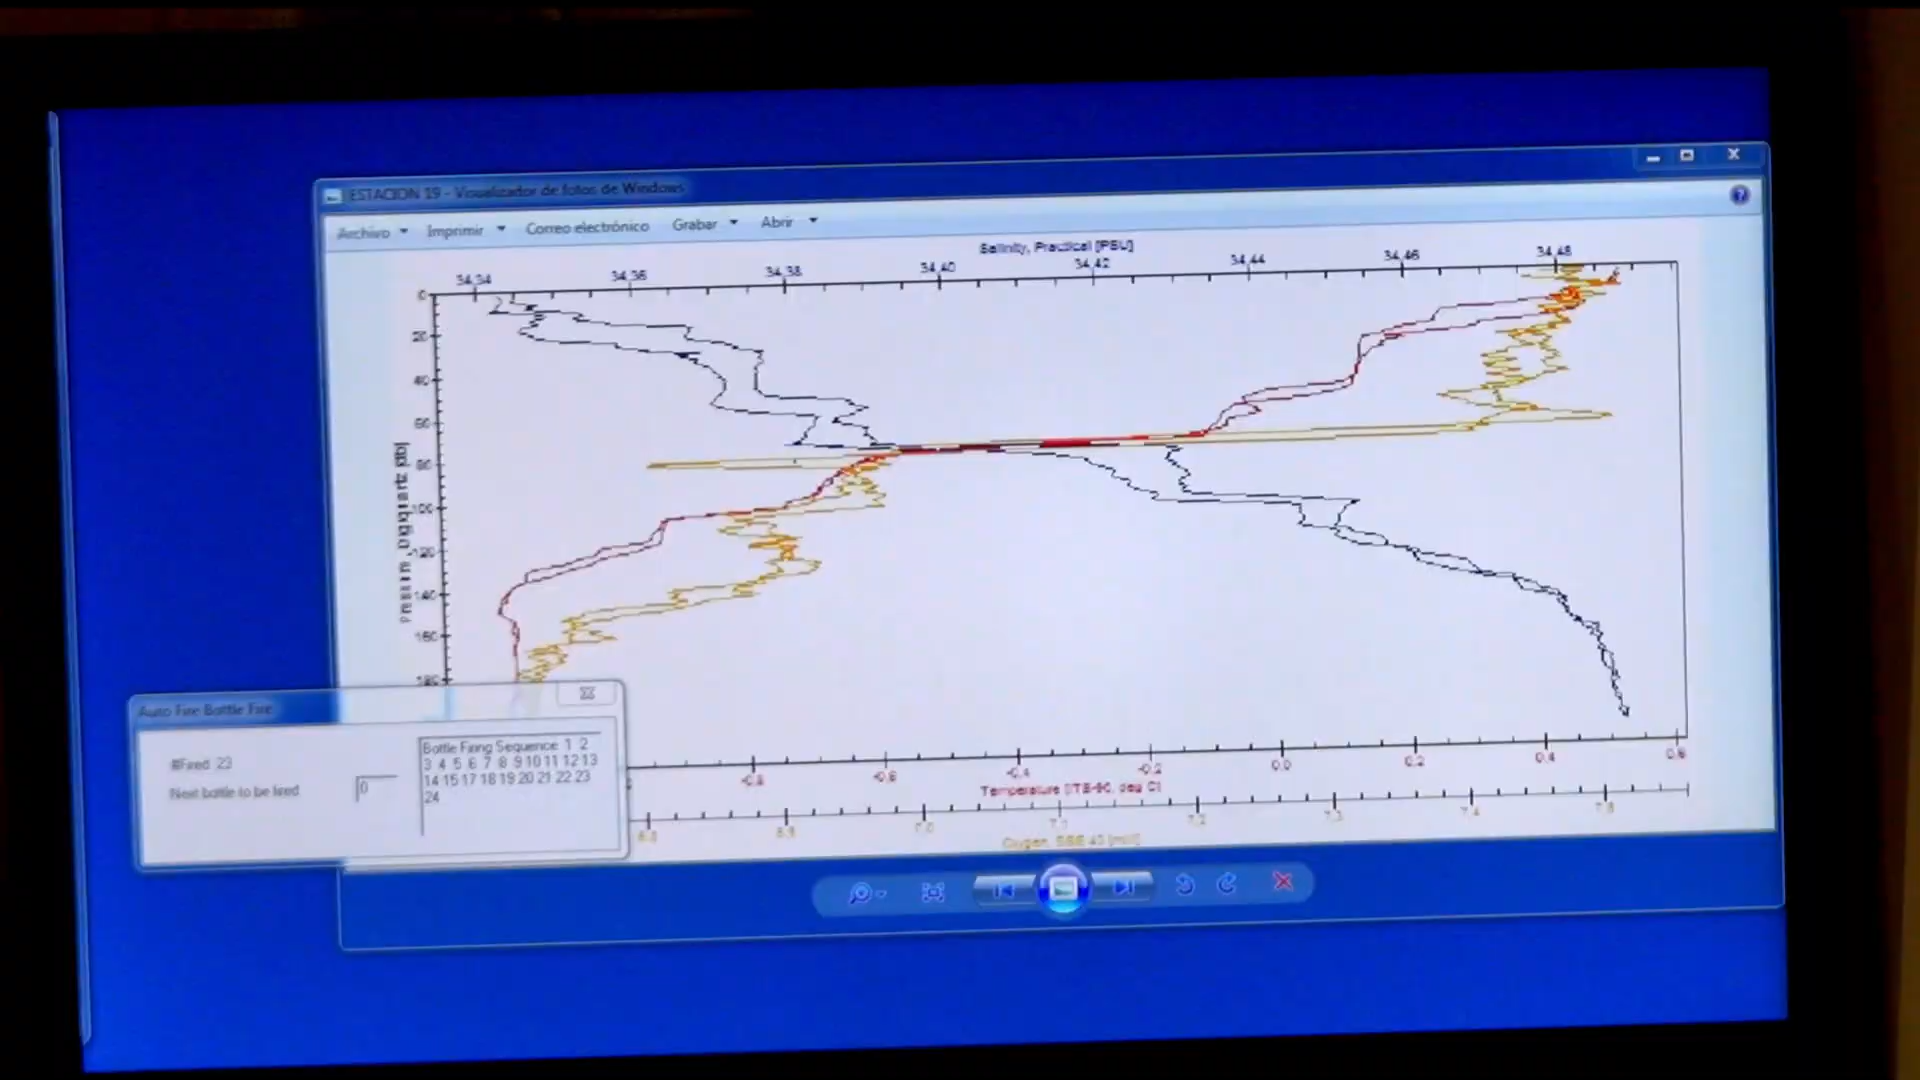 ESTACION 19 - Visualizador de fotos de Windows
Archivo Imprimir Correo electrónico Grabar Abrir
Salinity, Practical [PSU]
34,34 34,36 34,38 34,40 34,42 34,44 34,46 34,48
0
20
40
60
80
100
120
140
160
180
-0.8 -0.6 -0.4 -0.2 0.0 0.2 0.4 0.6
Temperature [ITS-90, deg C]
7.0 7.1 7.2 7.3 7.4 7.5
Oxygen, SBE 43 [ml/l]
Auto Fire Bottle Fire
#Fired 23
Next bottle to be fired 0
Bottle Firing Sequence 1 2
3 4 5 6 7 8 9 10 11 12 13
14 15 17 18 19 20 21 22 23
24